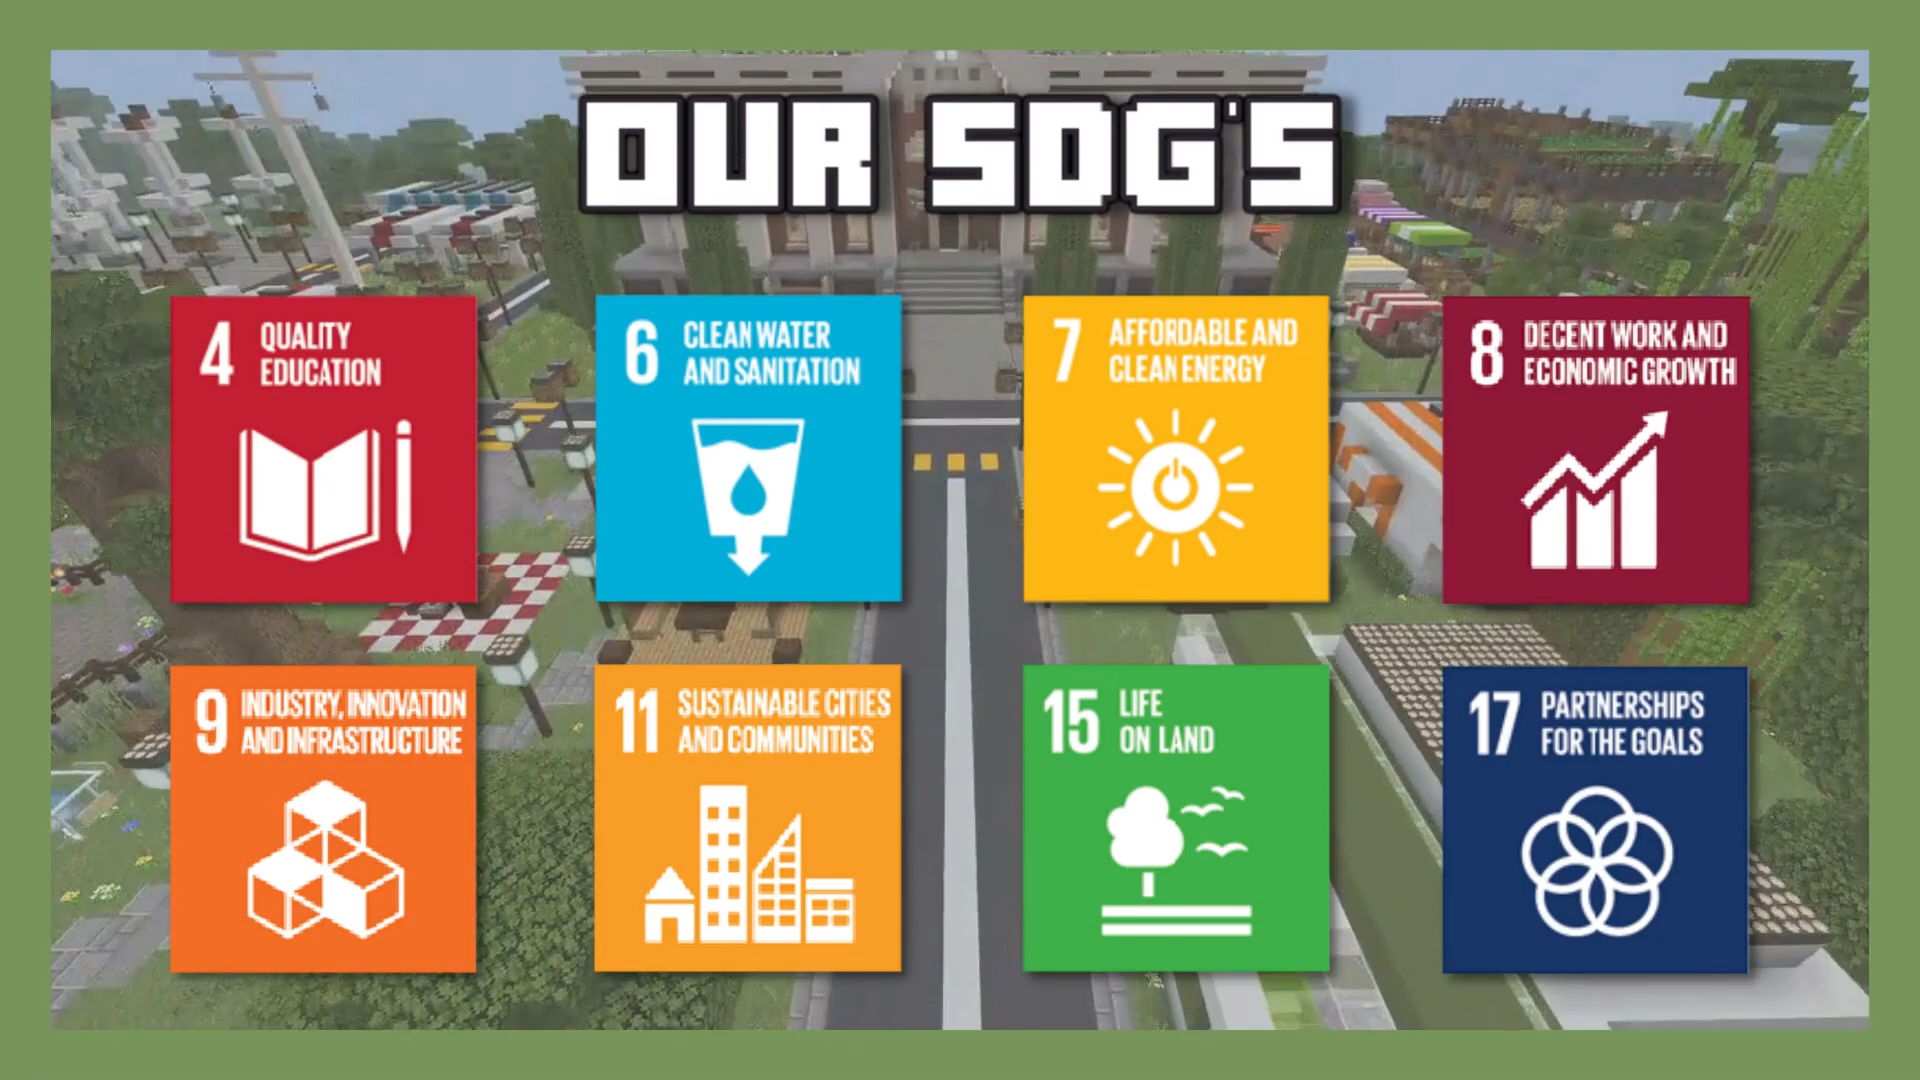 OUR SDG'S
4 QUALITY
EDUCATION
6 CLEAN WATER
AND SANITATION
7 AFFORDABLE AND
CLEAN ENERGY
8 DECENT WORK AND
ECONOMIC GROWTH
9 INDUSTRY, INNOVATION
AND INFRASTRUCTURE
11 SUSTAINABLE CITIES
AND COMMUNITIES
15 LIFE
ON LAND
17 PARTNERSHIPS
FOR THE GOALS